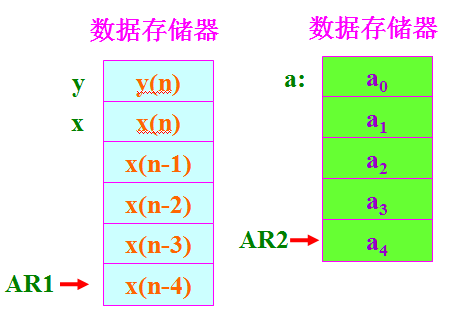 数据存储器
y y(n)
x x(n)
x(n-1)
x(n-2)
x(n-3)
AR1 x(n-4)
数据存储器
a: a0
a1
a2
a3
AR2 a4